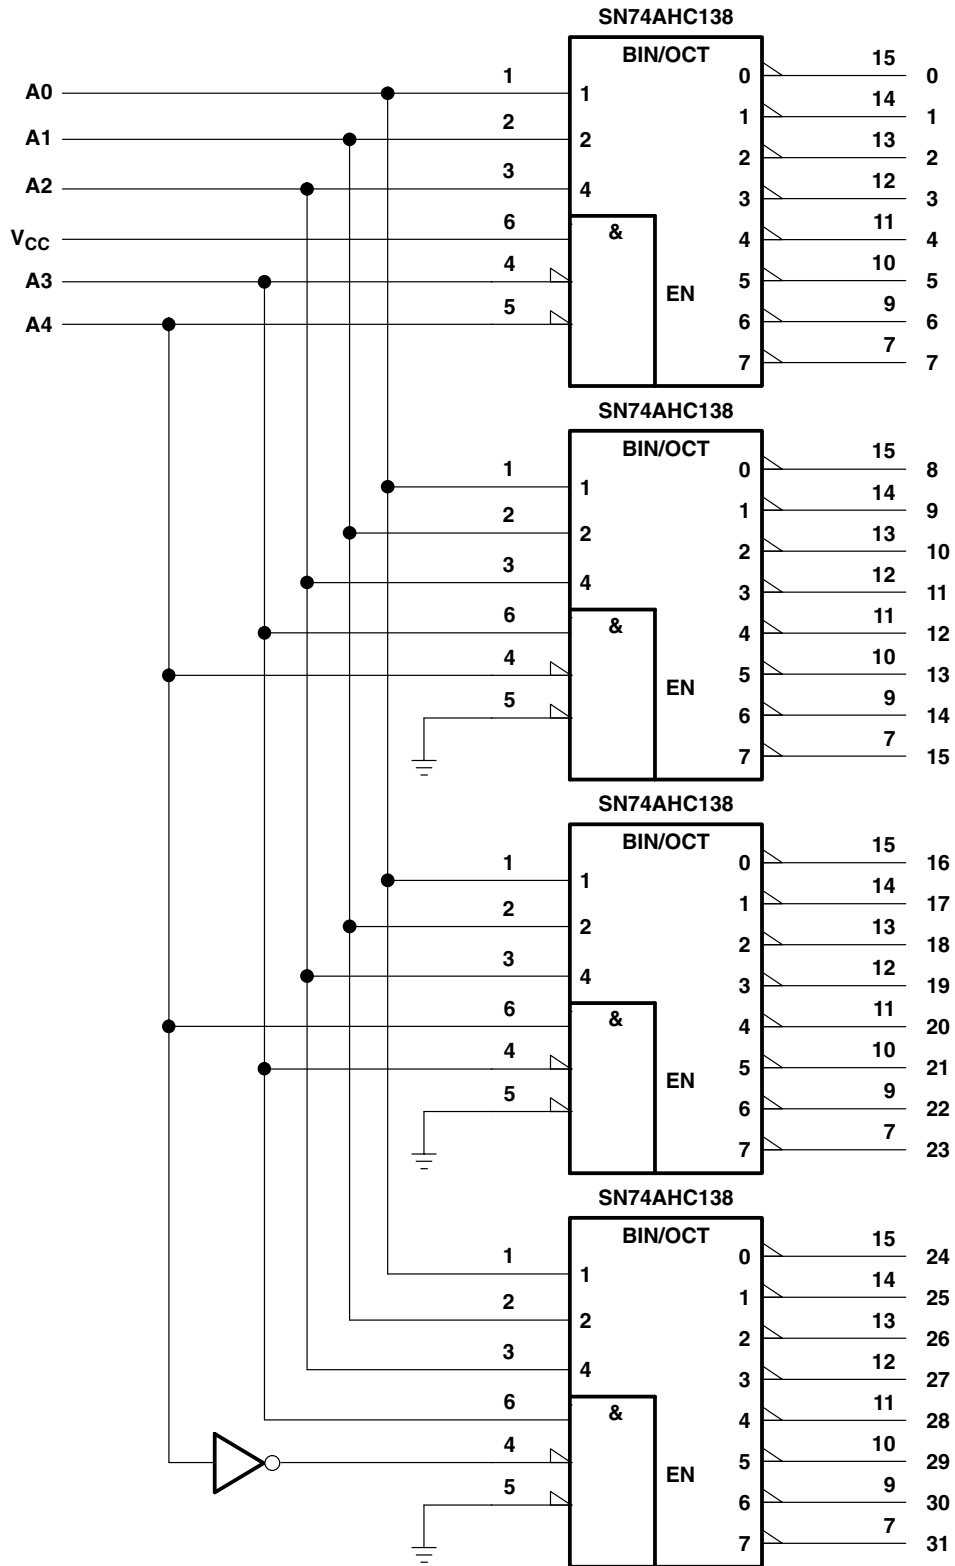 SN74AHC138
BIN/OCT
A0 1 1 0 15 0
A1 2 2 1 14 1
A2 3 4 2 13 2
3 12 3
VCC 6 & 4 11 4
A3 4 EN 5 10 5
A4 5 6 9 6
7 7 7
SN74AHC138
BIN/OCT
1 1 0 15 8
2 2 1 14 9
3 4 2 13 10
3 12 11
6 & 4 11 12
4 EN 5 10 13
5 6 9 14
7 7 15
SN74AHC138
BIN/OCT
1 1 0 15 16
2 2 1 14 17
3 4 2 13 18
3 12 19
6 & 4 11 20
4 EN 5 10 21
5 6 9 22
7 7 23
SN74AHC138
BIN/OCT
1 1 0 15 24
2 2 1 14 25
3 4 2 13 26
3 12 27
6 & 4 11 28
4 EN 5 10 29
5 6 9 30
7 7 31